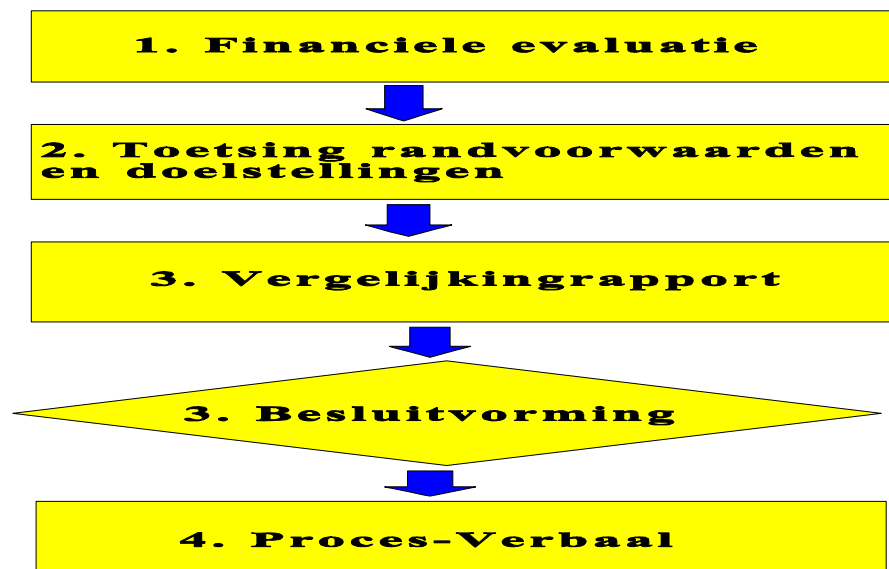 1. Financiele evaluatie
2. Toetsing randvoorwaarden
en doelstellingen
3. Vergelijkingrapport
3. Besluitvorming
4. Proces-Verbaal